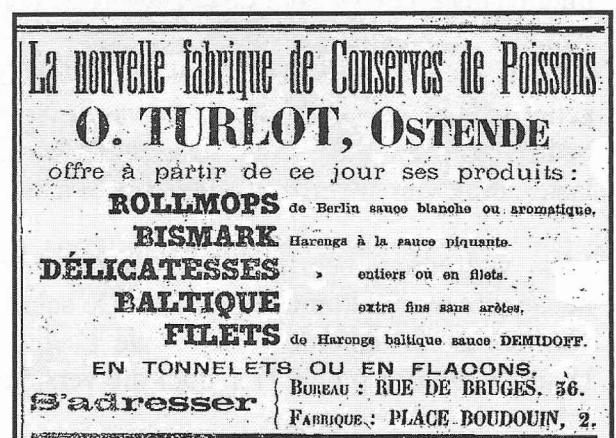 La nouvelle fabrique de Conserves de Poissons
O. TURLOT, OSTENDE
offre à partir de ce jour ses produits :
ROLLMOPS de Berlin sauce blanche ou aromatique.
BISMARK Harengs à la sauce piquante.
DÉLICATESSES » entiers ou en filets.
BALTIQUE » extra fins sans arêtes.
FILETS de Harengs baltique sauce DEMIDOFF.
EN TONNELETS OU EN FLACONS.
S'adresser
BUREAU : RUE DE BRUGES. 36.
FABRIQUE : PLACE BOUDOUIN, 2.